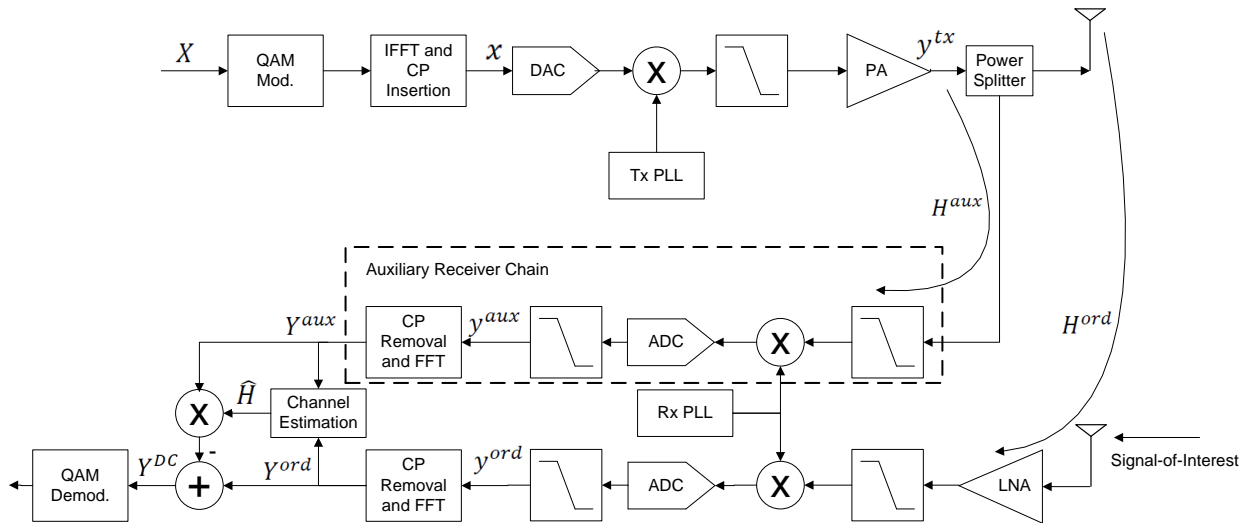 X
QAM
Mod.
IFFT and
CP
Insertion
x
DAC
X
PA
y^{tx}
Power
Splitter
Tx PLL
H^{aux}
Auxiliary Receiver Chain
Y^{aux}
CP
Removal
and FFT
y^{aux}
ADC
X
H^{ord}
X
Ĥ
Channel
Estimation
Rx PLL
QAM
Demod.
Y^{DC}
-
+
Y^{ord}
CP
Removal
and FFT
y^{ord}
ADC
X
LNA
Signal-of-Interest